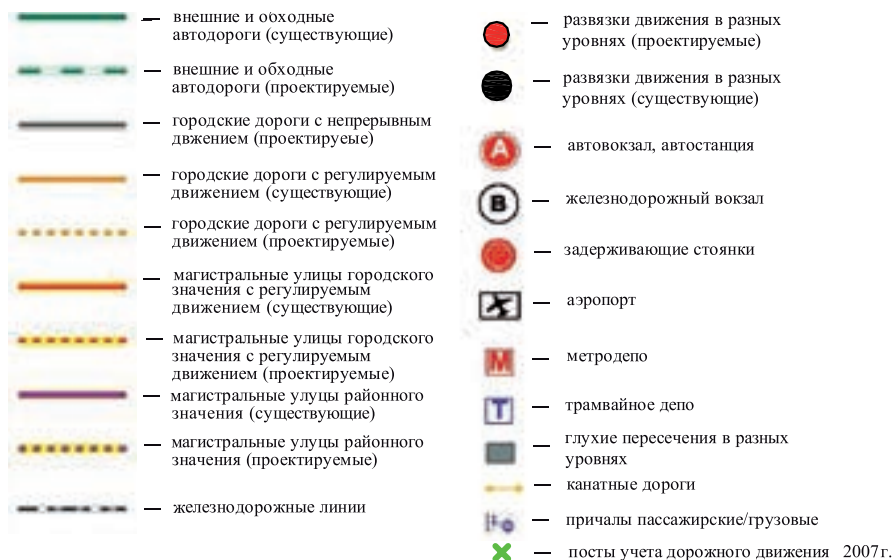 — внешние и обходные
автодороги (существующие)
— внешние и обходные
автодороги (проектируемые)
— городские дороги с непрерывным
двжением (проектируеые)
— городские дороги с регулируемым
движением (существующие)
— городские дороги с регулируемым
движением (проектируемые)
— магистральные улицы городского
значения с регулируемым
движением (существующие)
— магистральные улицы городского
значения с регулируемым
движением (проектируемые)
— магистральные улуцы районного
значения (существующие)
— магистральные улуцы районного
значения (проектируемые)
— железнодорожные линии
— развязки движения в разных
уровнях (проектируемые)
— развязки движения в разных
уровнях (существующие)
А — автовокзал, автостанция
В — железнодорожный вокзал
— задерживающие стоянки
— аэропорт
М — метродепо
Т — трамвайное депо
— глухие пересечения в разных
уровнях
— канатные дороги
— причалы пассажирские/грузовые
— посты учета дорожного движения 2007г.